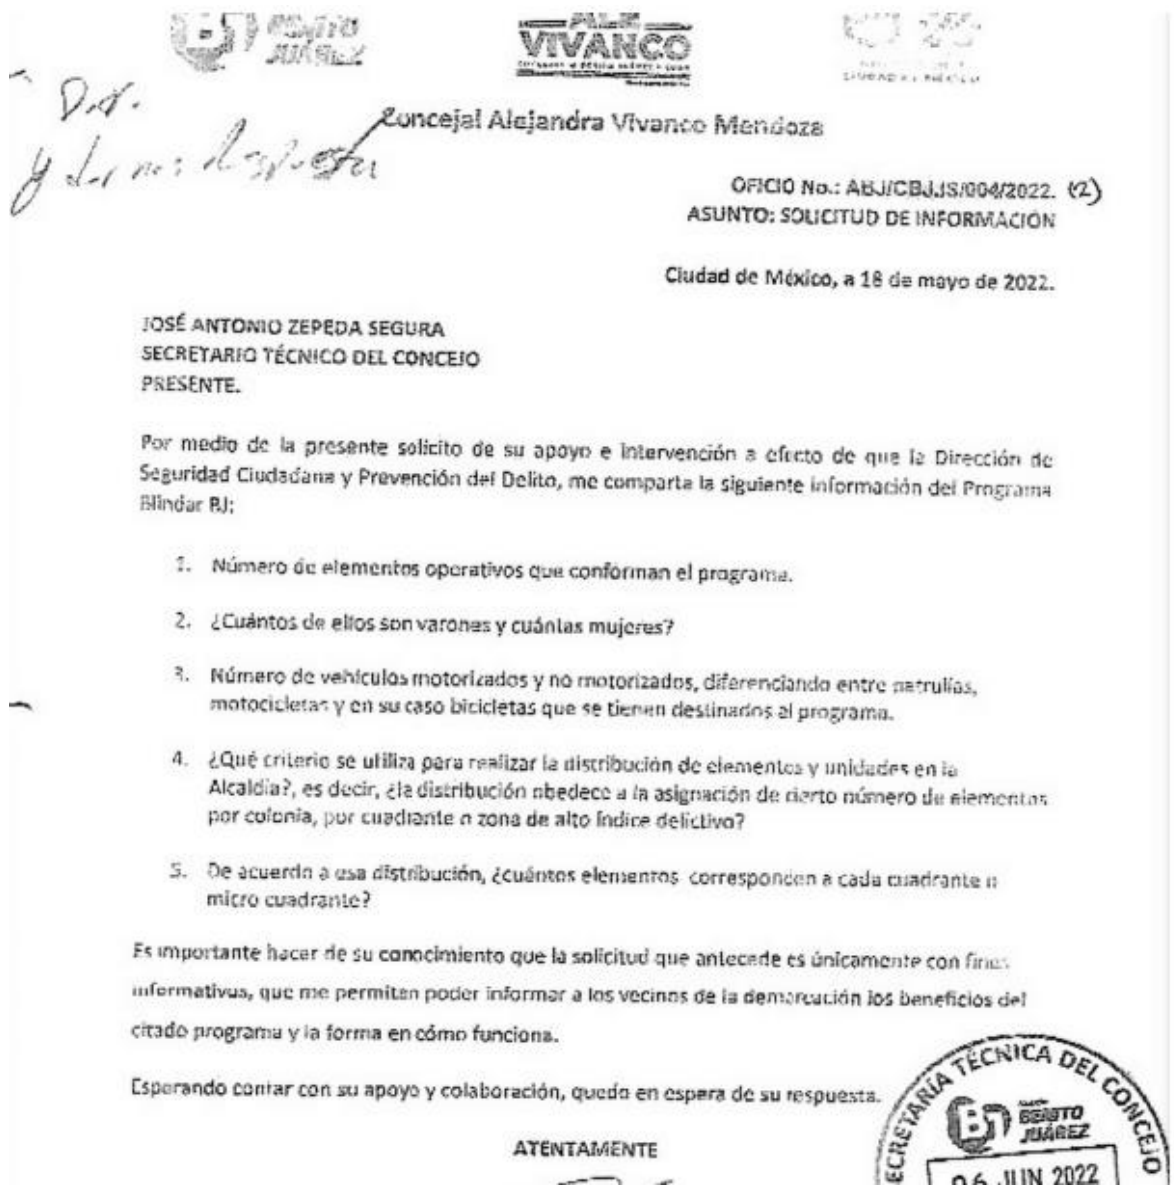 BENITO
JUÁREZ
ALE
VIVANCO
CIUDAD DE MÉXICO
y darnos respuesta
Concejal Alejandra Vivanco Mendoza
OFICIO No.: ABJ/CBJJS/004/2022. (2)
ASUNTO: SOLICITUD DE INFORMACIÓN
Ciudad de México, a 18 de mayo de 2022.
JOSÉ ANTONIO ZEPEDA SEGURA
SECRETARIO TÉCNICO DEL CONCEJO
PRESENTE.
Por medio de la presente solicito de su apoyo e intervención a efecto de que la Dirección de
Seguridad Ciudadana y Prevención del Delito, me comparta la siguiente información del Programa
Blindar BJ:
1. Número de elementos operativos que conforman el programa.
2. ¿Cuántos de ellos son varones y cuántas mujeres?
3. Número de vehículos motorizados y no motorizados, diferenciando entre patrullas,
motocicletas y en su caso bicicletas que se tienen destinados al programa.
4. ¿Qué criterio se utiliza para realizar la distribución de elementos y unidades en la
Alcaldía?, es decir, ¿la distribución obedece a la asignación de cierto número de elementos
por colonia, por cuadrante o zona de alto índice delictivo?
5. De acuerdo a esa distribución, ¿cuántos elementos corresponden a cada cuadrante o
micro cuadrante?
Es importante hacer de su conocimiento que la solicitud que antecede es únicamente con fines
informativos, que me permitan poder informar a los vecinos de la demarcación los beneficios del
citado programa y la forma en cómo funciona.
Esperando contar con su apoyo y colaboración, quedo en espera de su respuesta.
ATENTAMENTE
SECRETARÍA TÉCNICA DEL CONCEJO
BENITO
JUÁREZ
06 JUN 2022